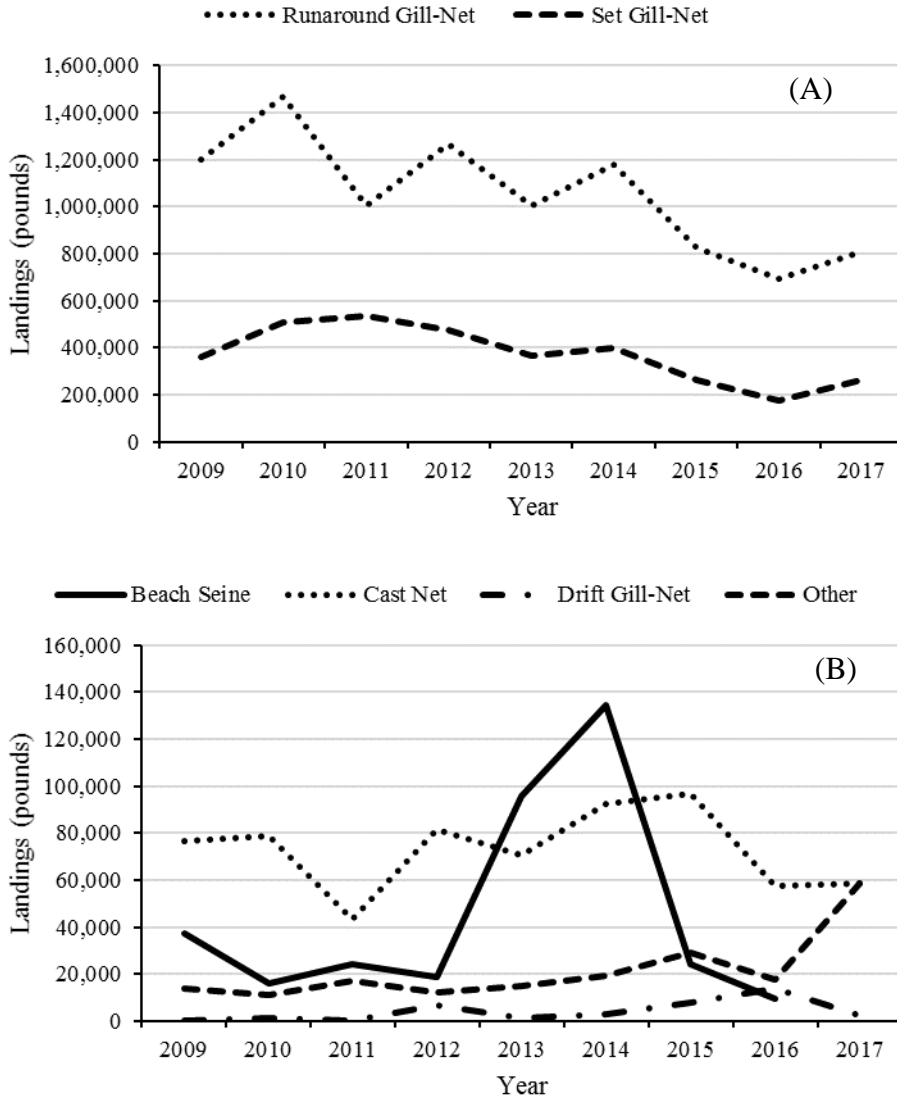 Runaround Gill-Net Set Gill-Net
(A)
1,600,000
1,400,000
1,200,000
1,000,000
800,000
600,000
400,000
200,000
0
Landings (pounds)
2009 2010 2011 2012 2013 2014 2015 2016 2017
Year
Beach Seine Cast Net Drift Gill-Net Other
(B)
160,000
140,000
120,000
100,000
80,000
60,000
40,000
20,000
0
Landings (pounds)
2009 2010 2011 2012 2013 2014 2015 2016 2017
Year